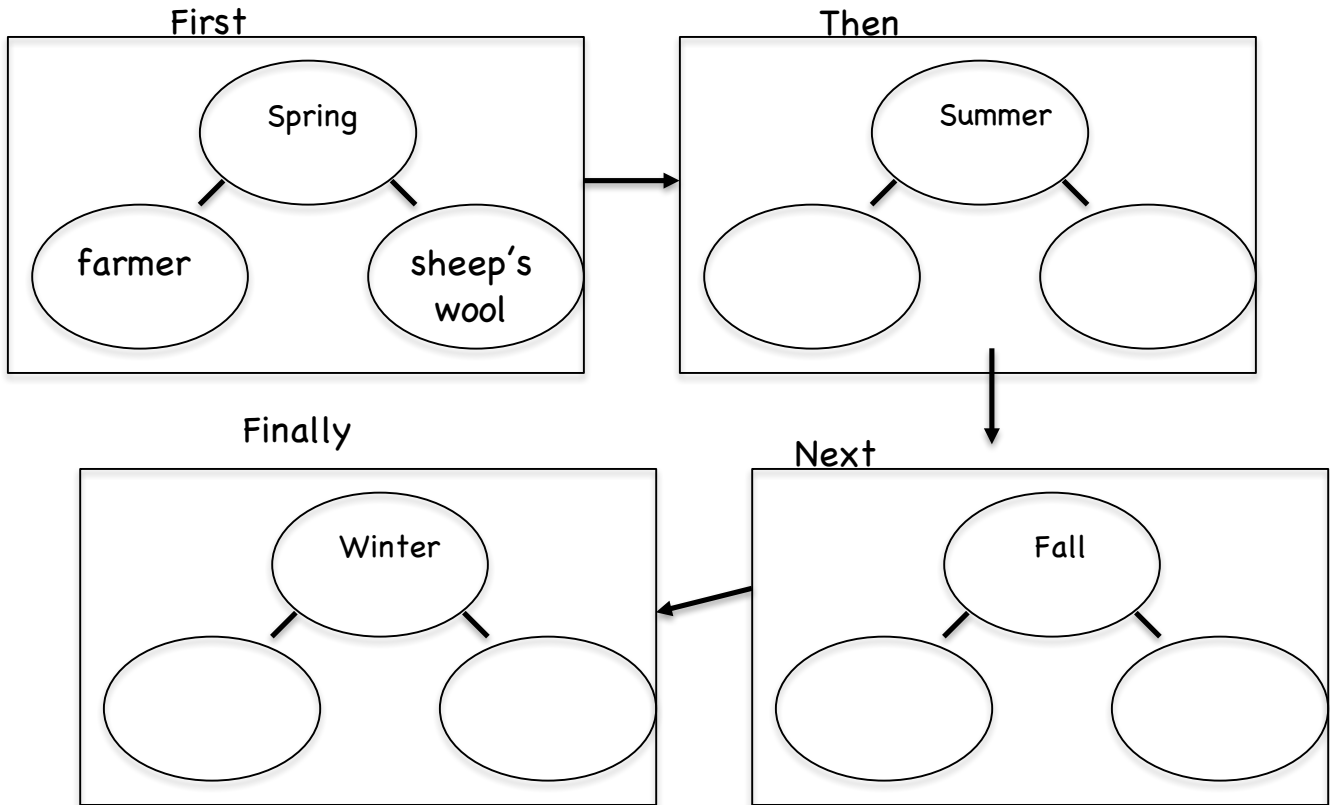 First
Spring
farmer
sheep's
wool
Then
Summer
Next
Fall
Finally
Winter